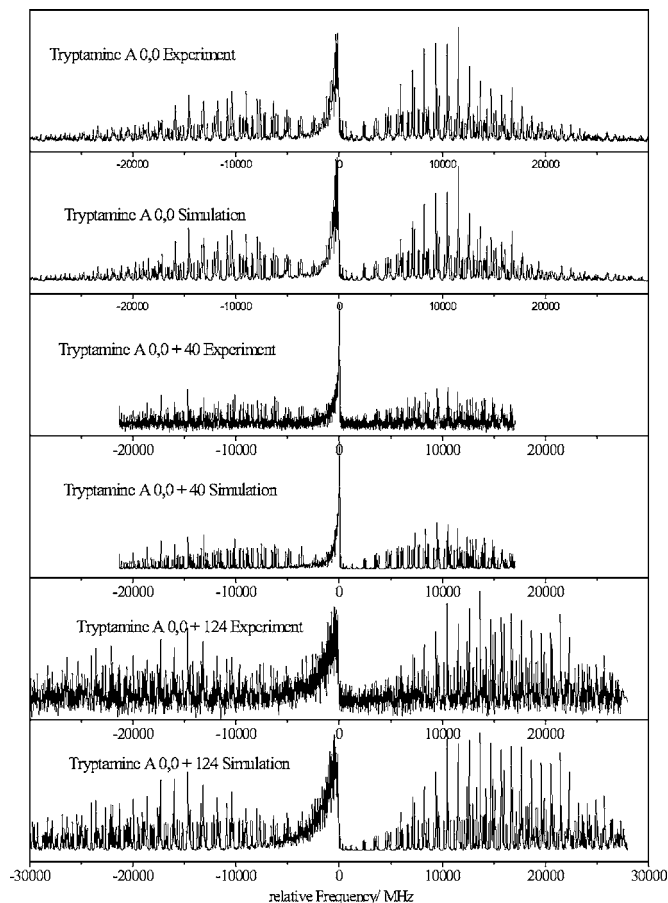 Tryptamine A 0,0 Experiment
-20000 -10000 0 10000 20000
Tryptamine A 0,0 Simulation
-20000 -10000 0 10000 20000
Tryptamine A 0,0 + 40 Experiment
-20000 -10000 0 10000 20000
Tryptamine A 0,0 + 40 Simulation
-20000 -10000 0 10000 20000
Tryptamine A 0,0 + 124 Experiment
-20000 -10000 0 10000 20000
Tryptamine A 0,0 + 124 Simulation
-30000 -20000 -10000 0 10000 20000 30000
relative Frequency/ MHz